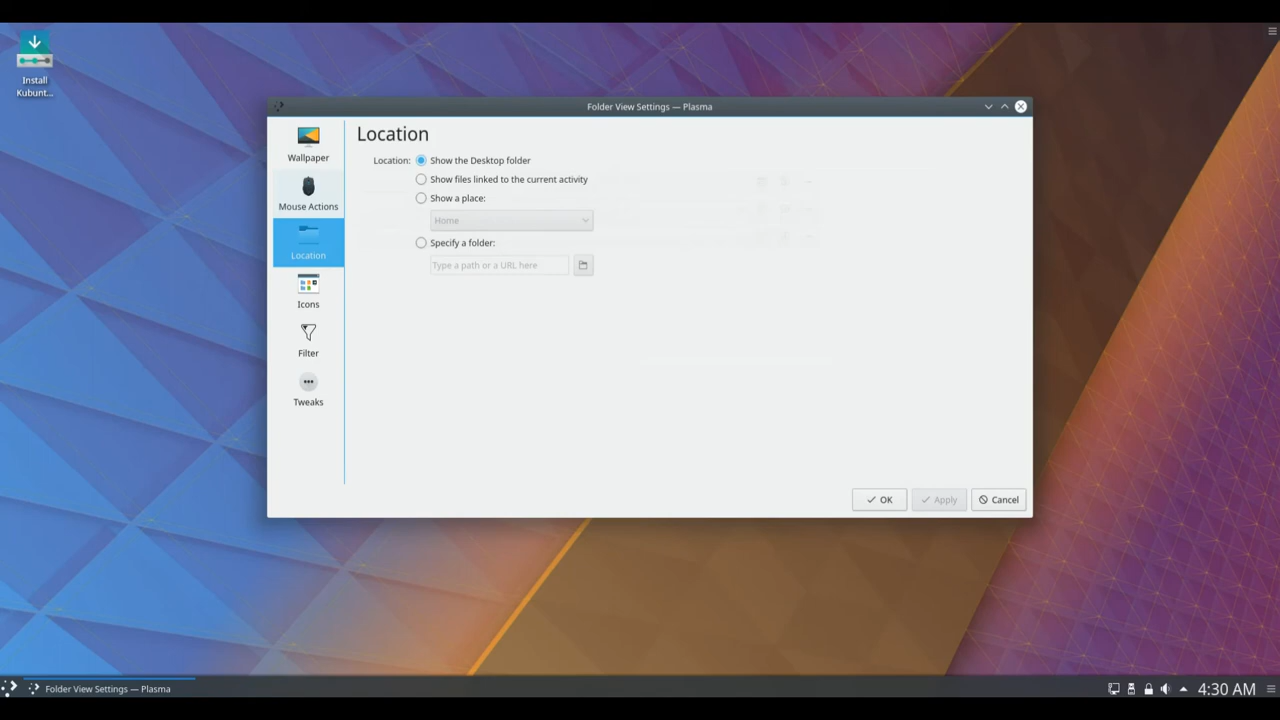 Install
Kubunt...
Folder View Settings — Plasma
Wallpaper
Mouse Actions
Location
Icons
Filter
Tweaks
Location
Location:
Show the Desktop folder
Show files linked to the current activity
Show a place:
Home
Specify a folder:
Type a path or a URL here
OK
Apply
Cancel
Folder View Settings — Plasma
4:30 AM